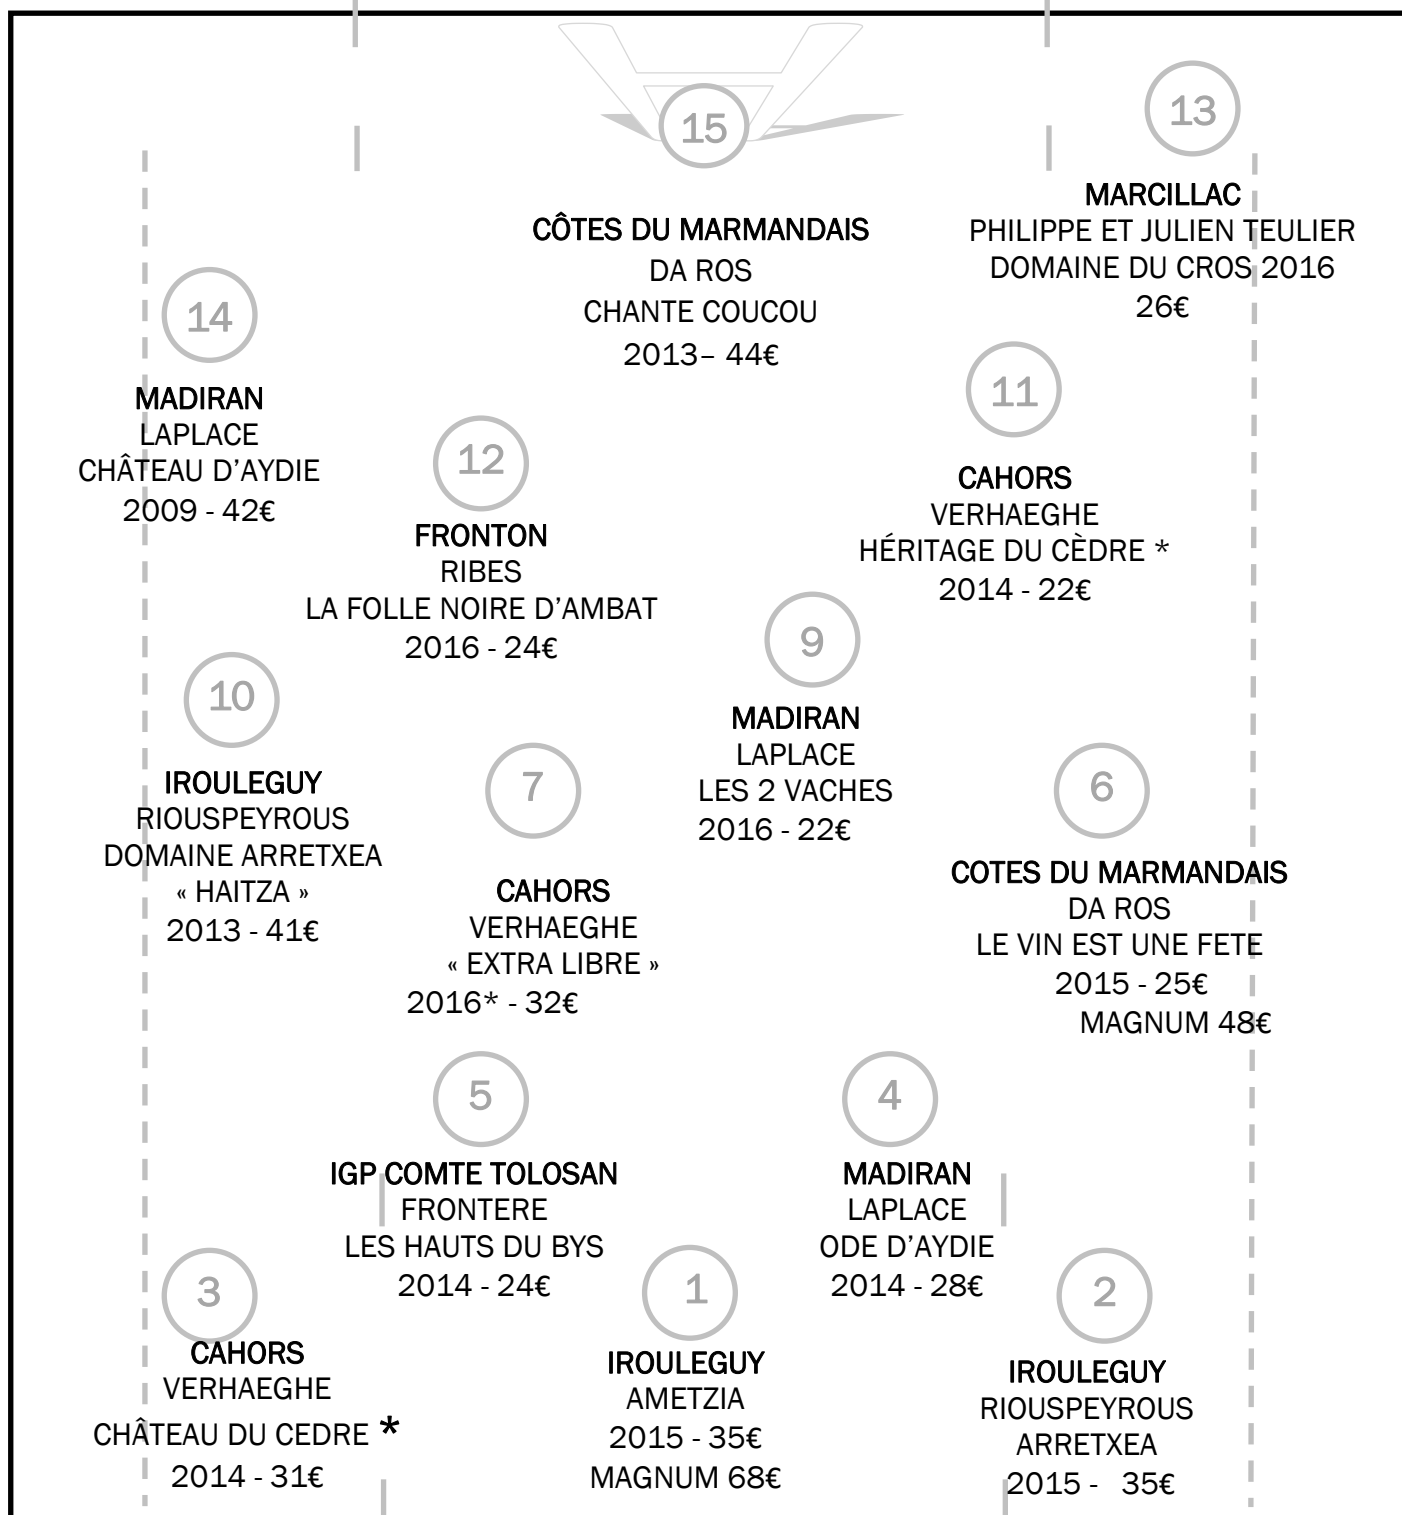 15
CÔTES DU MARMANDAIS
DA ROS
CHANTE COUCOU
2013– 44€
13
MARCILLAC
PHILIPPE ET JULIEN TEULIER
DOMAINE DU CROS 2016
26€
14
MADIRAN
LAPLACE
CHÂTEAU D’AYDIE
2009 - 42€
12
FRONTON
RIBES
LA FOLLE NOIRE D’AMBAT
2016 - 24€
11
CAHORS
VERHAEGHE
HÉRITAGE DU CÈDRE *
2014 - 22€
10
IROULEGUY
RIOUSPEYROUS
DOMAINE ARRETXEA
« HAITZA »
2013 - 41€
9
MADIRAN
LAPLACE
LES 2 VACHES
2016 - 22€
7
CAHORS
VERHAEGHE
« EXTRA LIBRE »
2016* - 32€
6
COTES DU MARMANDAIS
DA ROS
LE VIN EST UNE FETE
2015 - 25€
MAGNUM 48€
5
IGP COMTE TOLOSAN
FRONTERE
LES HAUTS DU BYS
2014 - 24€
4
MADIRAN
LAPLACE
ODE D’AYDIE
2014 - 28€
3
CAHORS
VERHAEGHE
CHÂTEAU DU CEDRE *
2014 - 31€
1
IROULEGUY
AMETZIA
2015 - 35€
MAGNUM 68€
2
IROULEGUY
RIOUSPEYROUS
ARRETXEA
2015 - 35€